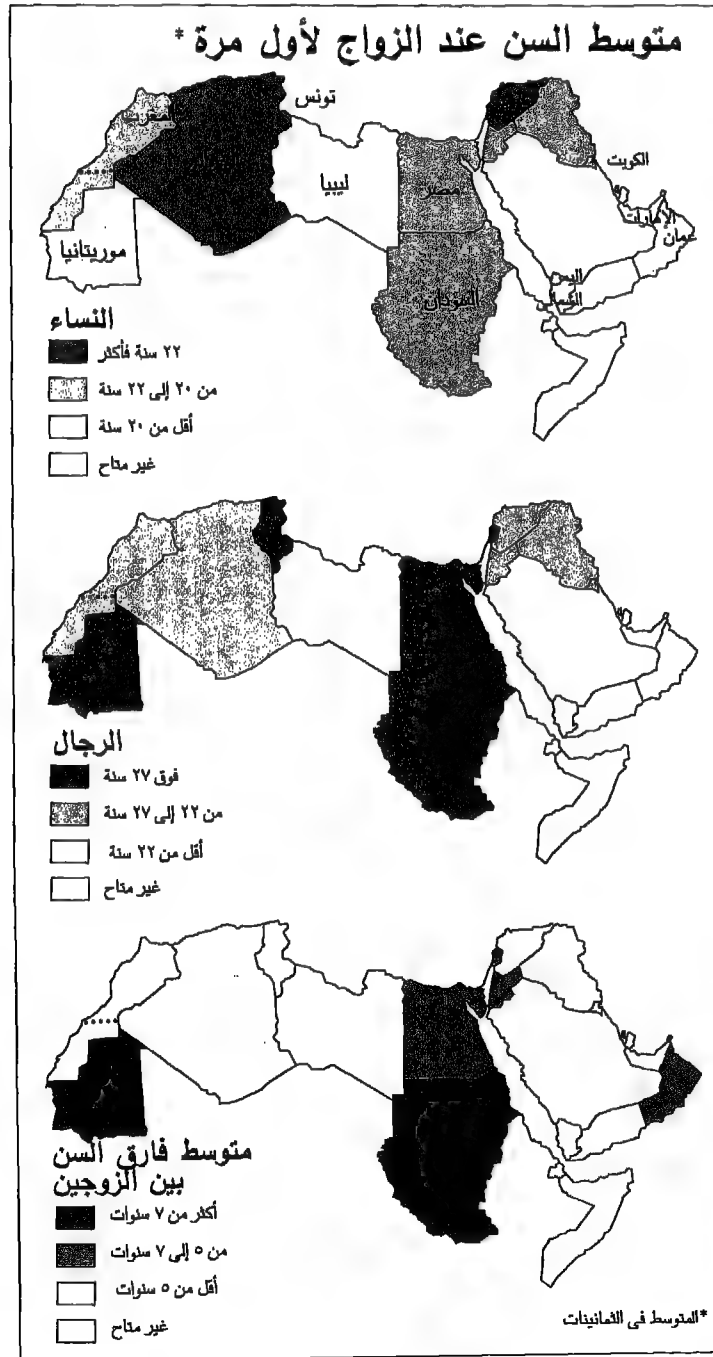 متوسط السن عند الزواج لأول مرة *
تونس
المغرب
الكويت
ليبيا
مصر
الإمارات
عمان
موريتانيا
اليمن
الشمالى
السودان
النساء
٢٢ سنة فأكثر
من ٢٠ إلى ٢٢ سنة
أقل من ٢٠ سنة
غير متاح
الرجال
فوق ٢٧ سنة
من ٢٢ إلى ٢٧ سنة
أقل من ٢٢ سنة
غير متاح
متوسط فارق السن
بين الزوجين
أكثر من ٧ سنوات
من ٥ إلى ٧ سنوات
أقل من ٥ سنوات
غير متاح
*المتوسط فى الثمانينات